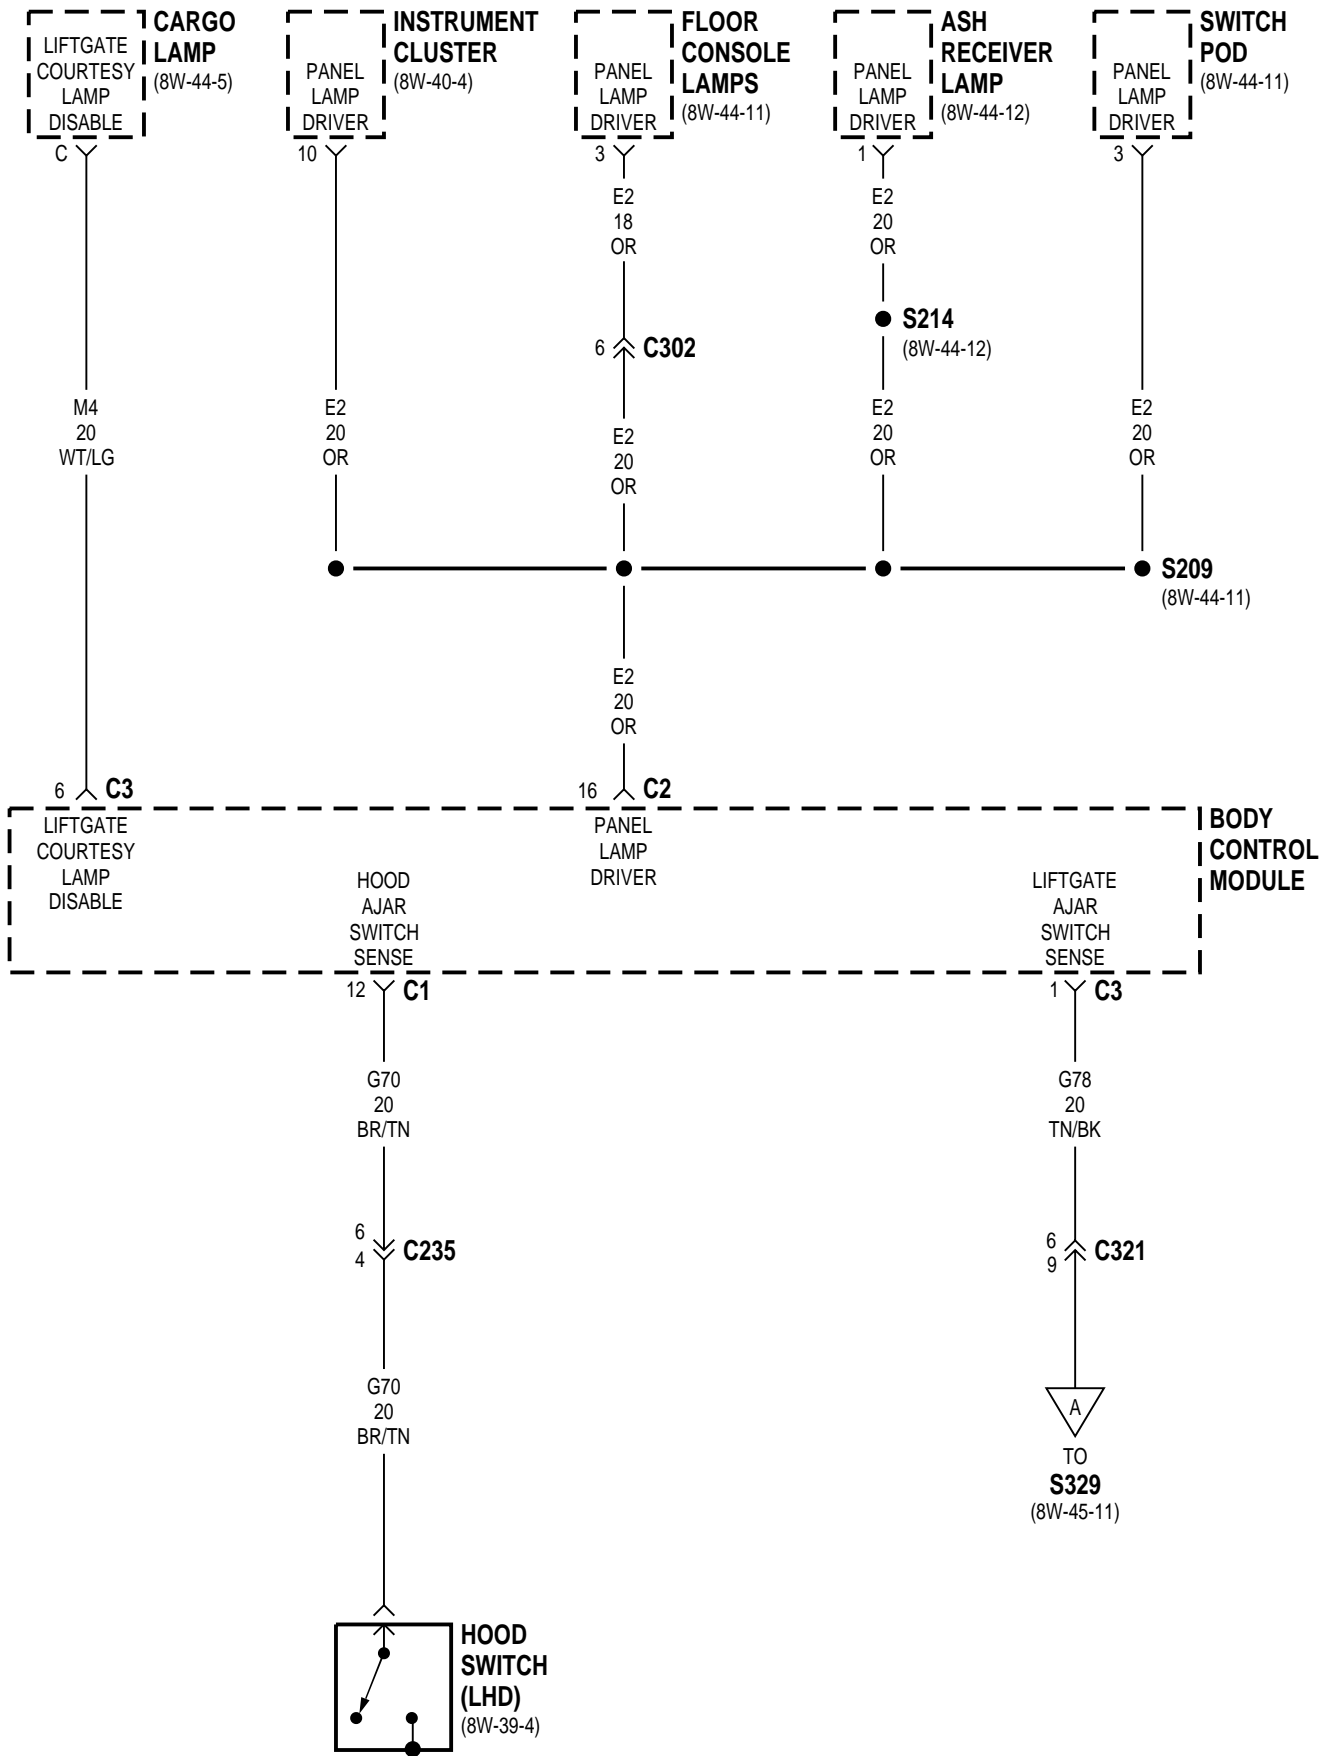 LIFTGATE
COURTESY
LAMP
DISABLE
CARGO
LAMP
(8W-44-5)
C
PANEL
LAMP
DRIVER
INSTRUMENT
CLUSTER
(8W-40-4)
10
PANEL
LAMP
DRIVER
FLOOR
CONSOLE
LAMPS
(8W-44-11)
3
PANEL
LAMP
DRIVER
ASH
RECEIVER
LAMP
(8W-44-12)
1
PANEL
LAMP
DRIVER
SWITCH
POD
(8W-44-11)
3
E2
18
OR
E2
20
OR
6 C302
S214
(8W-44-12)
M4
20
WT/LG
E2
20
OR
E2
20
OR
E2
20
OR
E2
20
OR
S209
(8W-44-11)
E2
20
OR
6 C3
16 C2
LIFTGATE
COURTESY
LAMP
DISABLE
PANEL
LAMP
DRIVER
BODY
CONTROL
MODULE
HOOD
AJAR
SWITCH
SENSE
LIFTGATE
AJAR
SWITCH
SENSE
12 C1
1 C3
G70
20
BR/TN
G78
20
TN/BK
6
4
C235
6
9
C321
G70
20
BR/TN
A
TO
S329
(8W-45-11)
HOOD
SWITCH
(LHD)
(8W-39-4)